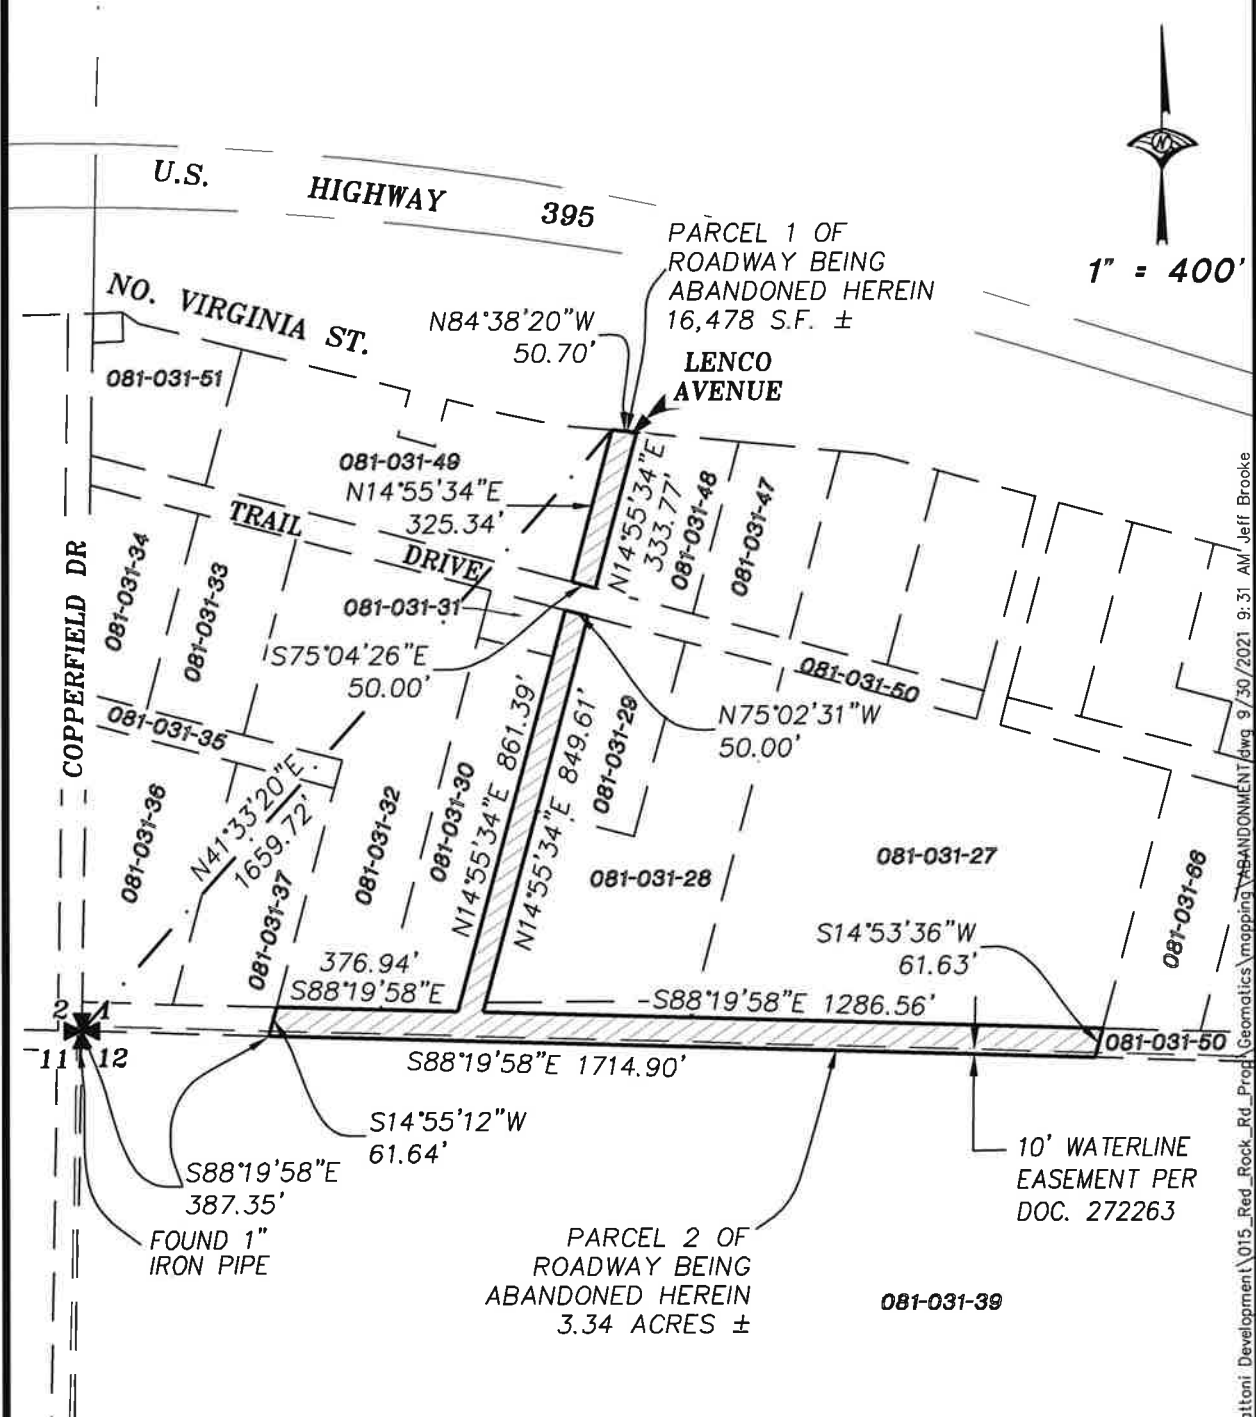 U.S. HIGHWAY 395
1" = 400'
N
PARCEL 1 OF
ROADWAY BEING
ABANDONED HEREIN
16,478 S.F. ±
NO. VIRGINIA ST.
N84°38'20"W
50.70'
LENCO
AVENUE
081-031-51
081-031-49
N14°55'34"E
325.34'
N14°55'34"E
333.77'
081-031-48
081-031-47
TRAIL DRIVE
COPPERFIELD DR
081-031-34
081-031-33
081-031-31
S75°04'26"E
50.00'
081-031-50
N75°02'31"W
50.00'
081-031-35
N14°55'34"E 861.39'
N14°55'34"E 849.61'
081-031-29
081-031-36
N41°33'20"E
1659.72'
081-031-32
081-031-30
081-031-28
081-031-27
081-031-66
081-031-37
376.94'
S88°19'58"E
S14°53'36"W
61.63'
S88°19'58"E 1286.56'
2 1
11 12
081-031-50
S88°19'58"E 1714.90'
S14°55'12"W
61.64'
S88°19'58"E
387.35'
FOUND 1"
IRON PIPE
10' WATERLINE
EASEMENT PER
DOC. 272263
PARCEL 2 OF
ROADWAY BEING
ABANDONED HEREIN
3.34 ACRES ±
081-031-39
Development\015_Red_Rock_Rd_Prop\Geomatics\mapping\ABANDONMENT.dwg 9/30/2021 9:31 AM Jeff Brooke